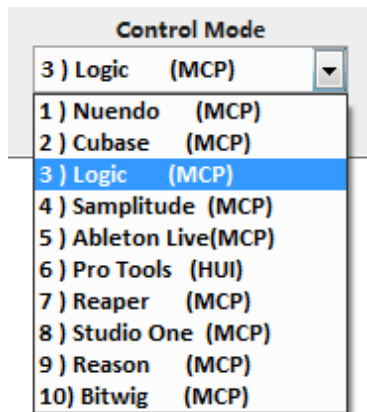 Control Mode
3 ) Logic (MCP)
1 ) Nuendo (MCP)
2 ) Cubase (MCP)
3 ) Logic (MCP)
4 ) Samplitude (MCP)
5 ) Ableton Live(MCP)
6 ) Pro Tools (HUI)
7 ) Reaper (MCP)
8 ) Studio One (MCP)
9 ) Reason (MCP)
10) Bitwig (MCP)